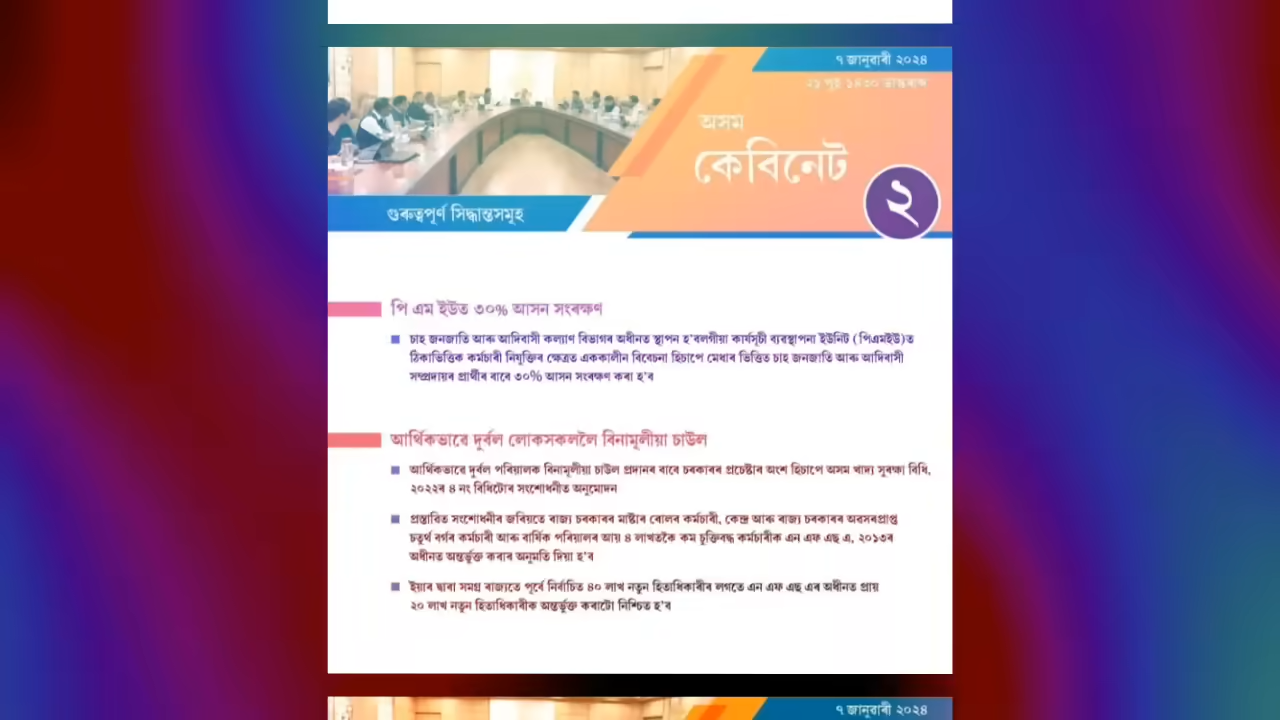 ৭ জানুৱাৰী ২০২৪
২১ পুহ ১৪৩০ ভাস্কৰাব্দ
অসম
কেবিনেট
২
গুৰুত্বপূৰ্ণ সিদ্ধান্তসমূহ
পি এম ইউত ৩০% আসন সংৰক্ষণ
চাহ জনজাতি আৰু আদিবাসী কল্যাণ বিভাগৰ অধীনত স্থাপন হ'বলগীয়া কাৰ্যসূচী ব্যৱস্থাপনা ইউনিট (পিএমইউ)ত
ঠিকাভিত্তিক কৰ্মচাৰী নিযুক্তিৰ ক্ষেত্ৰত এককালীন বিবেচনা হিচাপে মেধাৰ ভিত্তিত চাহ জনজাতি আৰু আদিবাসী
সম্প্ৰদায়ৰ প্ৰাৰ্থীৰ বাবে ৩০% আসন সংৰক্ষণ কৰা হ'ব
আৰ্থিকভাৱে দুৰ্বল লোকসকললৈ বিনামূলীয়া চাউল
আৰ্থিকভাৱে দুৰ্বল পৰিয়ালক বিনামূলীয়া চাউল প্ৰদানৰ বাবে চৰকাৰৰ প্ৰচেষ্টাৰ অংশ হিচাপে অসম খাদ্য সুৰক্ষা বিধি,
২০২২ৰ ৪ নং বিধিটোৰ সংশোধনীত অনুমোদন
প্ৰস্তাৱিত সংশোধনীৰ জৰিয়তে ৰাজ্য চৰকাৰৰ মাষ্টাৰ ৰোলৰ কৰ্মচাৰী, কেন্দ্ৰ আৰু ৰাজ্য চৰকাৰৰ অৱসৰপ্ৰাপ্ত
চতুৰ্থ বৰ্গৰ কৰ্মচাৰী আৰু বাৰ্ষিক পৰিয়ালৰ আয় ৪ লাখতকৈ কম চুক্তিবদ্ধ কৰ্মচাৰীক এন এফ এছ এ, ২০১৩ৰ
অধীনত অন্তৰ্ভুক্ত কৰাৰ অনুমতি দিয়া হ'ব
ইয়াৰ দ্বাৰা সমগ্ৰ ৰাজ্যতে পূৰ্বে নিৰ্বাচিত ৪০ লাখ নতুন হিতাধিকাৰীৰ লগতে এন এফ এছ এৰ অধীনত প্ৰায়
২০ লাখ নতুন হিতাধিকাৰীক অন্তৰ্ভুক্ত কৰাটো নিশ্চিত হ'ব
৭ জানুৱাৰী ২০২৪